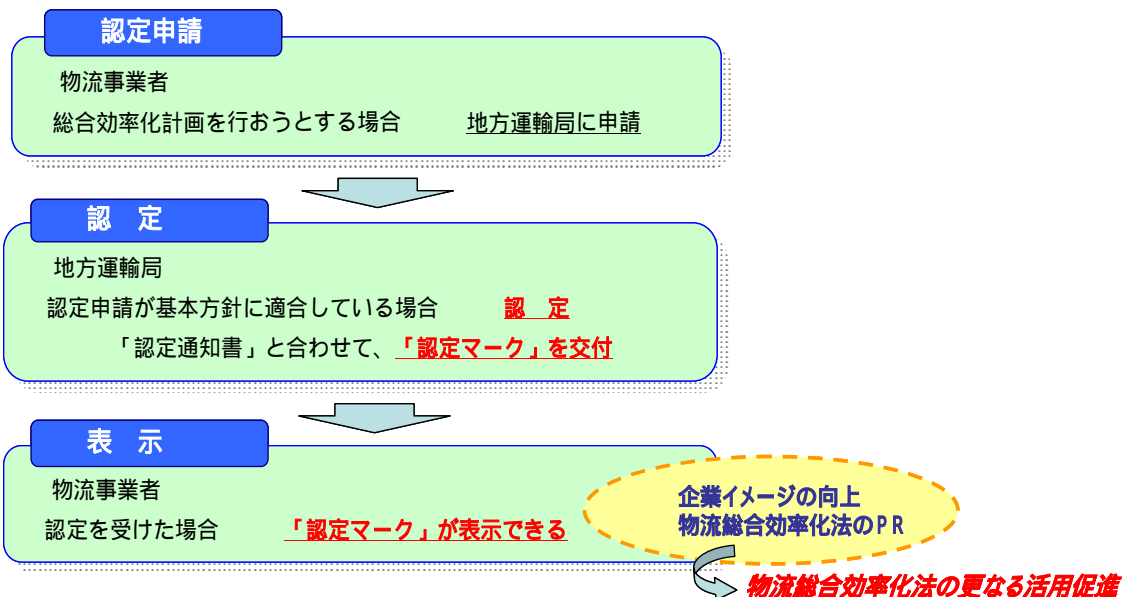 認定申請
物流事業者
総合効率化計画を行おうとする場合　地方運輸局に申請
認　定
地方運輸局
認定申請が基本方針に適合している場合　認　定
「認定通知書」と合わせて、「認定マーク」を交付
表　示
物流事業者
認定を受けた場合　「認定マーク」が表示できる
企業イメージの向上
物流総合効率化法のＰＲ
物流総合効率化法の更なる活用促進